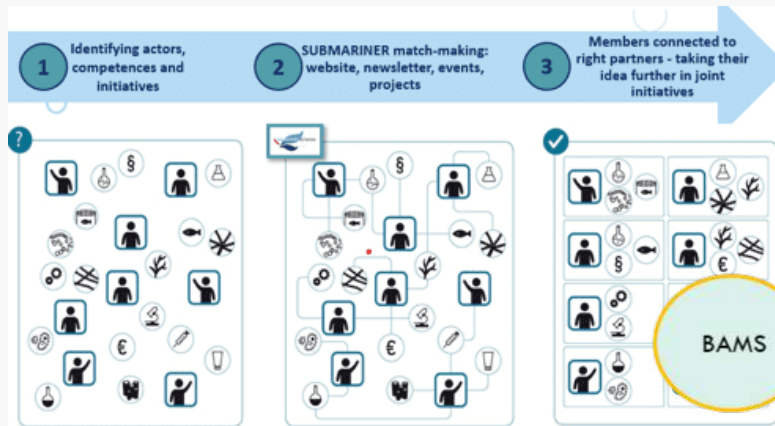 1
Identifying actors,
competences and
initiatives
2
SUBMARINER match-making:
website, newsletter, events,
projects
3
Members connected to
right partners - taking their
idea further in joint
initiatives
?
§
€
§
€
§
€
BAMS